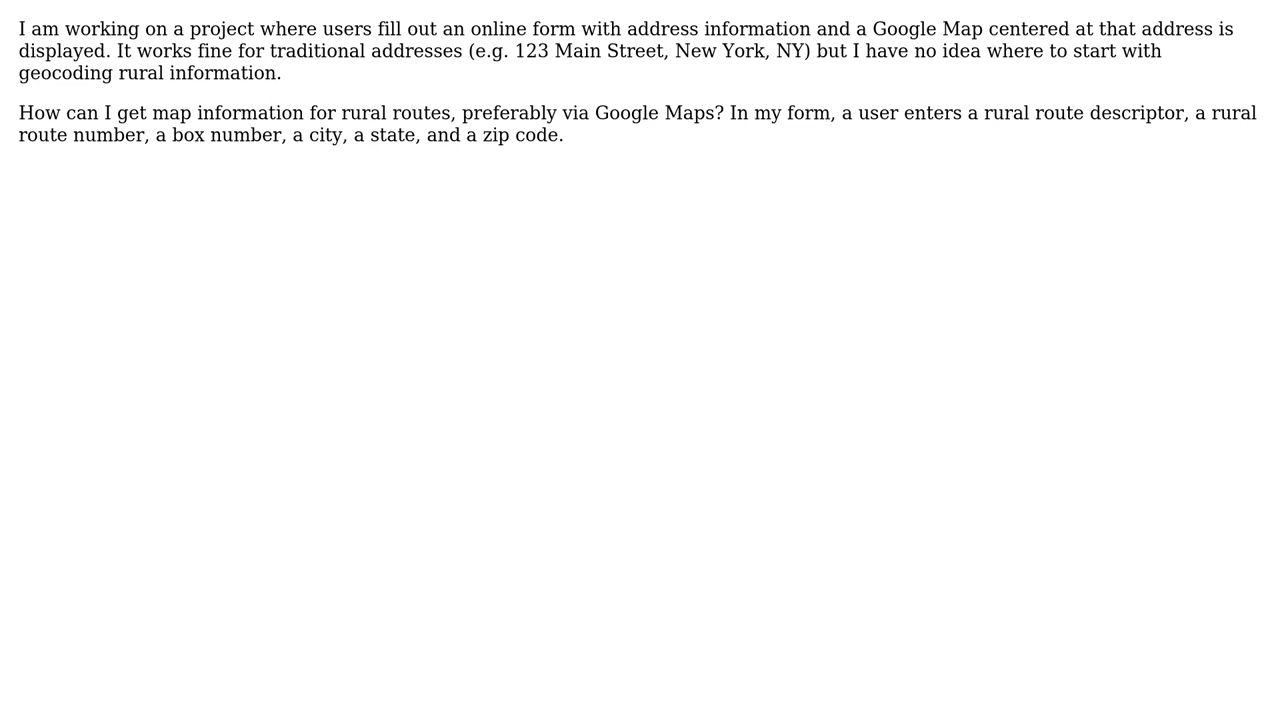 I am working on a project where users fill out an online form with address information and a Google Map centered at that address is
displayed. It works fine for traditional addresses (e.g. 123 Main Street, New York, NY) but I have no idea where to start with
geocoding rural information.
How can I get map information for rural routes, preferably via Google Maps? In my form, a user enters a rural route descriptor, a rural
route number, a box number, a city, a state, and a zip code.